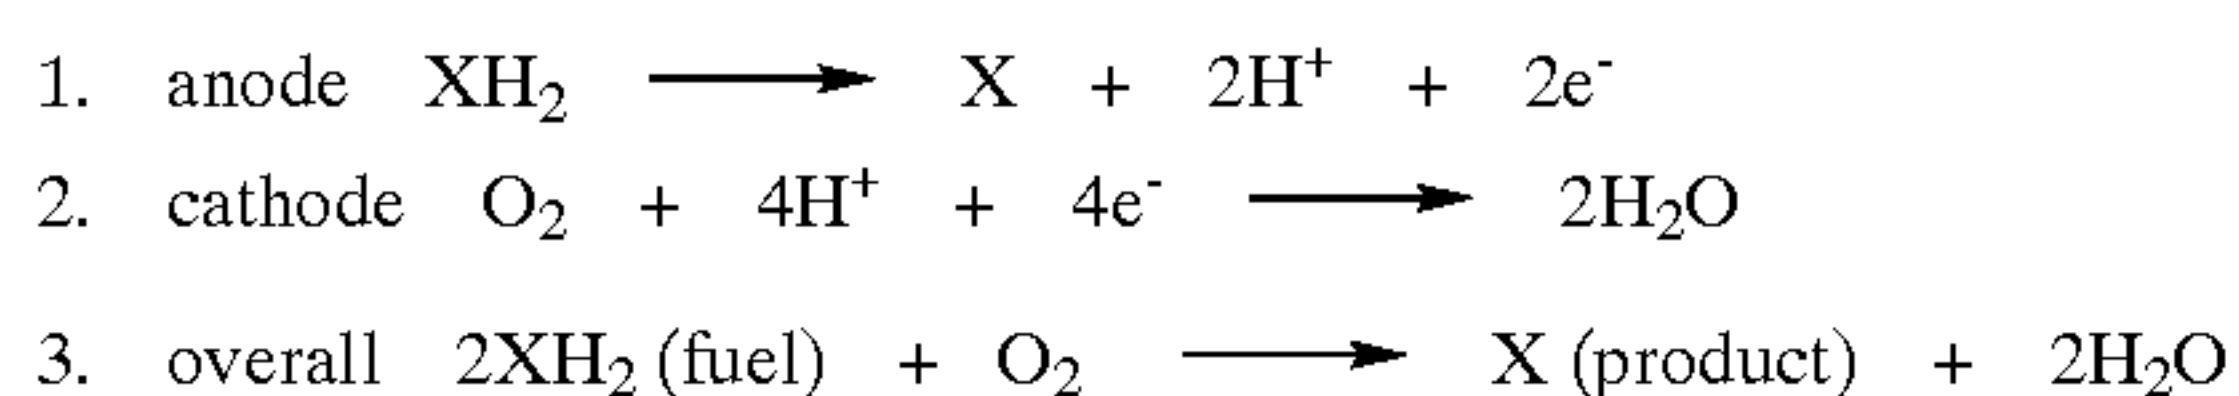 1. anode XH₂ ⟶ X + 2H⁺ + 2e⁻
2. cathode O₂ + 4H⁺ + 4e⁻ ⟶ 2H₂O
3. overall 2XH₂ (fuel) + O₂ ⟶ X (product) + 2H₂O